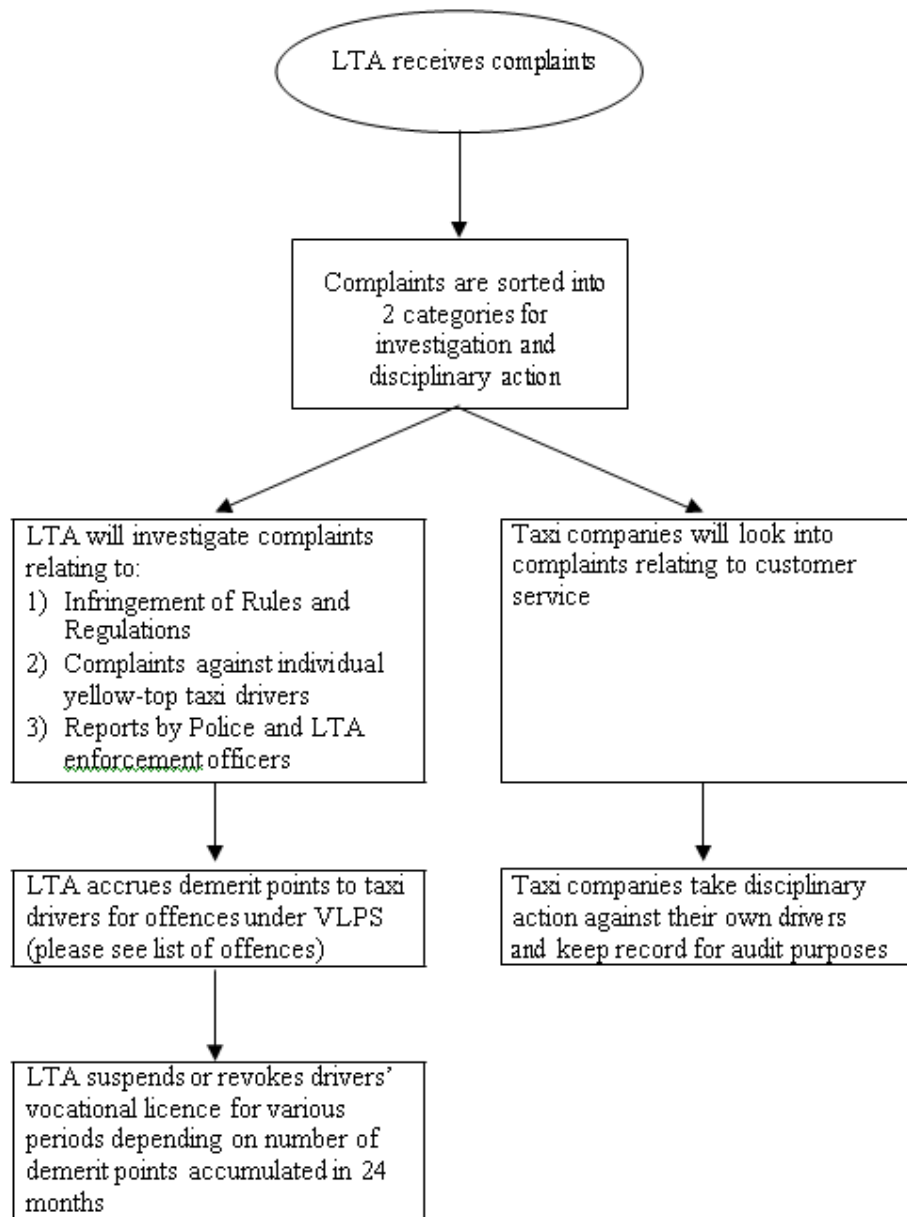 LTA receives complaints
Complaints are sorted into
2 categories for
investigation and
disciplinary action
LTA will investigate complaints
relating to:
1) Infringement of Rules and
Regulations
2) Complaints against individual
yellow-top taxi drivers
3) Reports by Police and LTA
enforcement officers
Taxi companies will look into
complaints relating to customer
service
LTA accrues demerit points to taxi
drivers for offences under VLPS
(please see list of offences)
Taxi companies take disciplinary
action against their own drivers
and keep record for audit purposes
LTA suspends or revokes drivers’
vocational licence for various
periods depending on number of
demerit points accumulated in 24
months